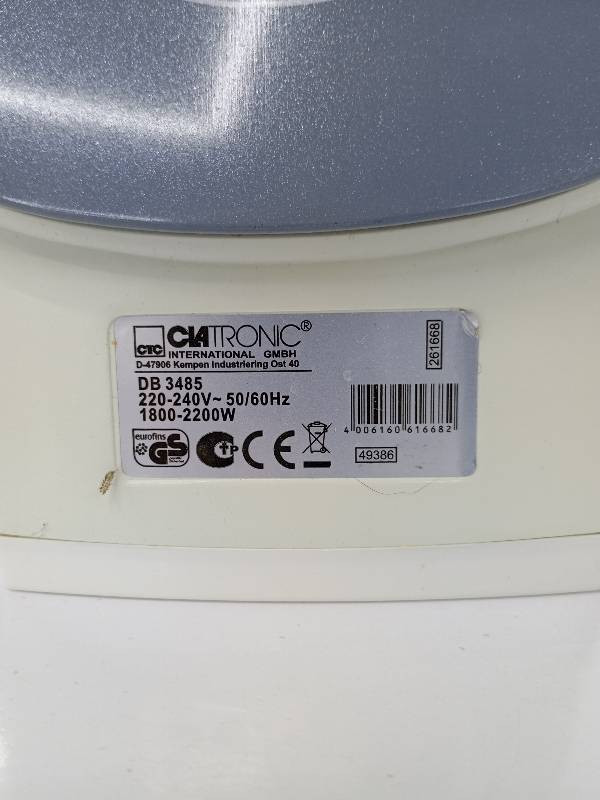 CTC
CLATRONIC®
INTERNATIONAL GMBH
D-47906 Kempen Industriering Ost 40
261668
DB 3485
220-240V~ 50/60Hz
1800-2200W
4 006160 616682
eurofins
GS
CE
49386